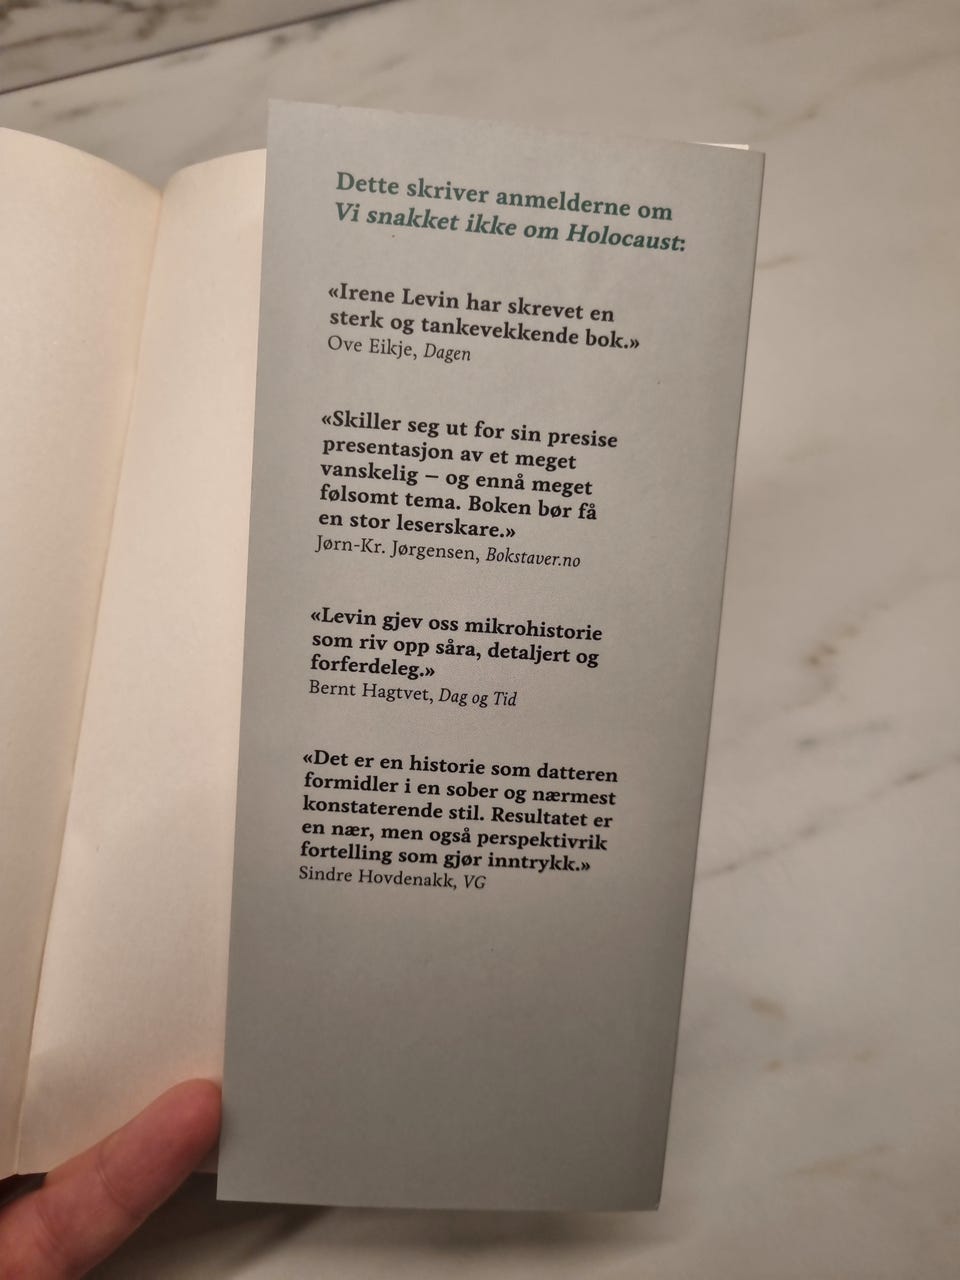 Dette skriver anmelderne om
Vi snakket ikke om Holocaust:
«Irene Levin har skrevet en
sterk og tankevekkende bok.»
Ove Eikje, Dagen
«Skiller seg ut for sin presise
presentasjon av et meget
vanskelig – og ennå meget
følsomt tema. Boken bør få
en stor leserskare.»
Jørn-Kr. Jørgensen, Bokstaver.no
«Levin gjev oss mikrohistorie
som riv opp såra, detaljert og
forferdeleg.»
Bernt Hagtvet, Dag og Tid
«Det er en historie som datteren
formidler i en sober og nærmest
konstaterende stil. Resultatet er
en nær, men også perspektivrik
fortelling som gjør inntrykk.»
Sindre Hovdenakk, VG